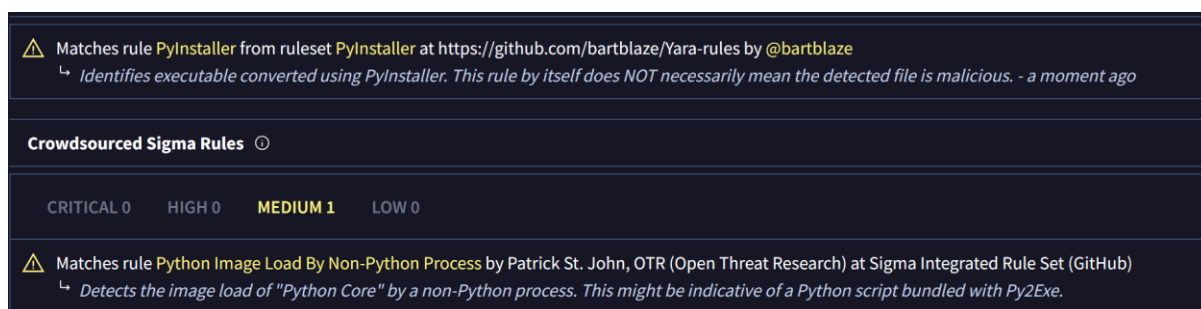 Matches rule PyInstaller from ruleset PyInstaller at https://github.com/bartblaze/Yara-rules by @bartblaze
↳ Identifies executable converted using PyInstaller. This rule by itself does NOT necessarily mean the detected file is malicious. - a moment ago
Crowdsourced Sigma Rules
CRITICAL 0 HIGH 0 MEDIUM 1 LOW 0
Matches rule Python Image Load By Non-Python Process by Patrick St. John, OTR (Open Threat Research) at Sigma Integrated Rule Set (GitHub)
↳ Detects the image load of "Python Core" by a non-Python process. This might be indicative of a Python script bundled with Py2Exe.